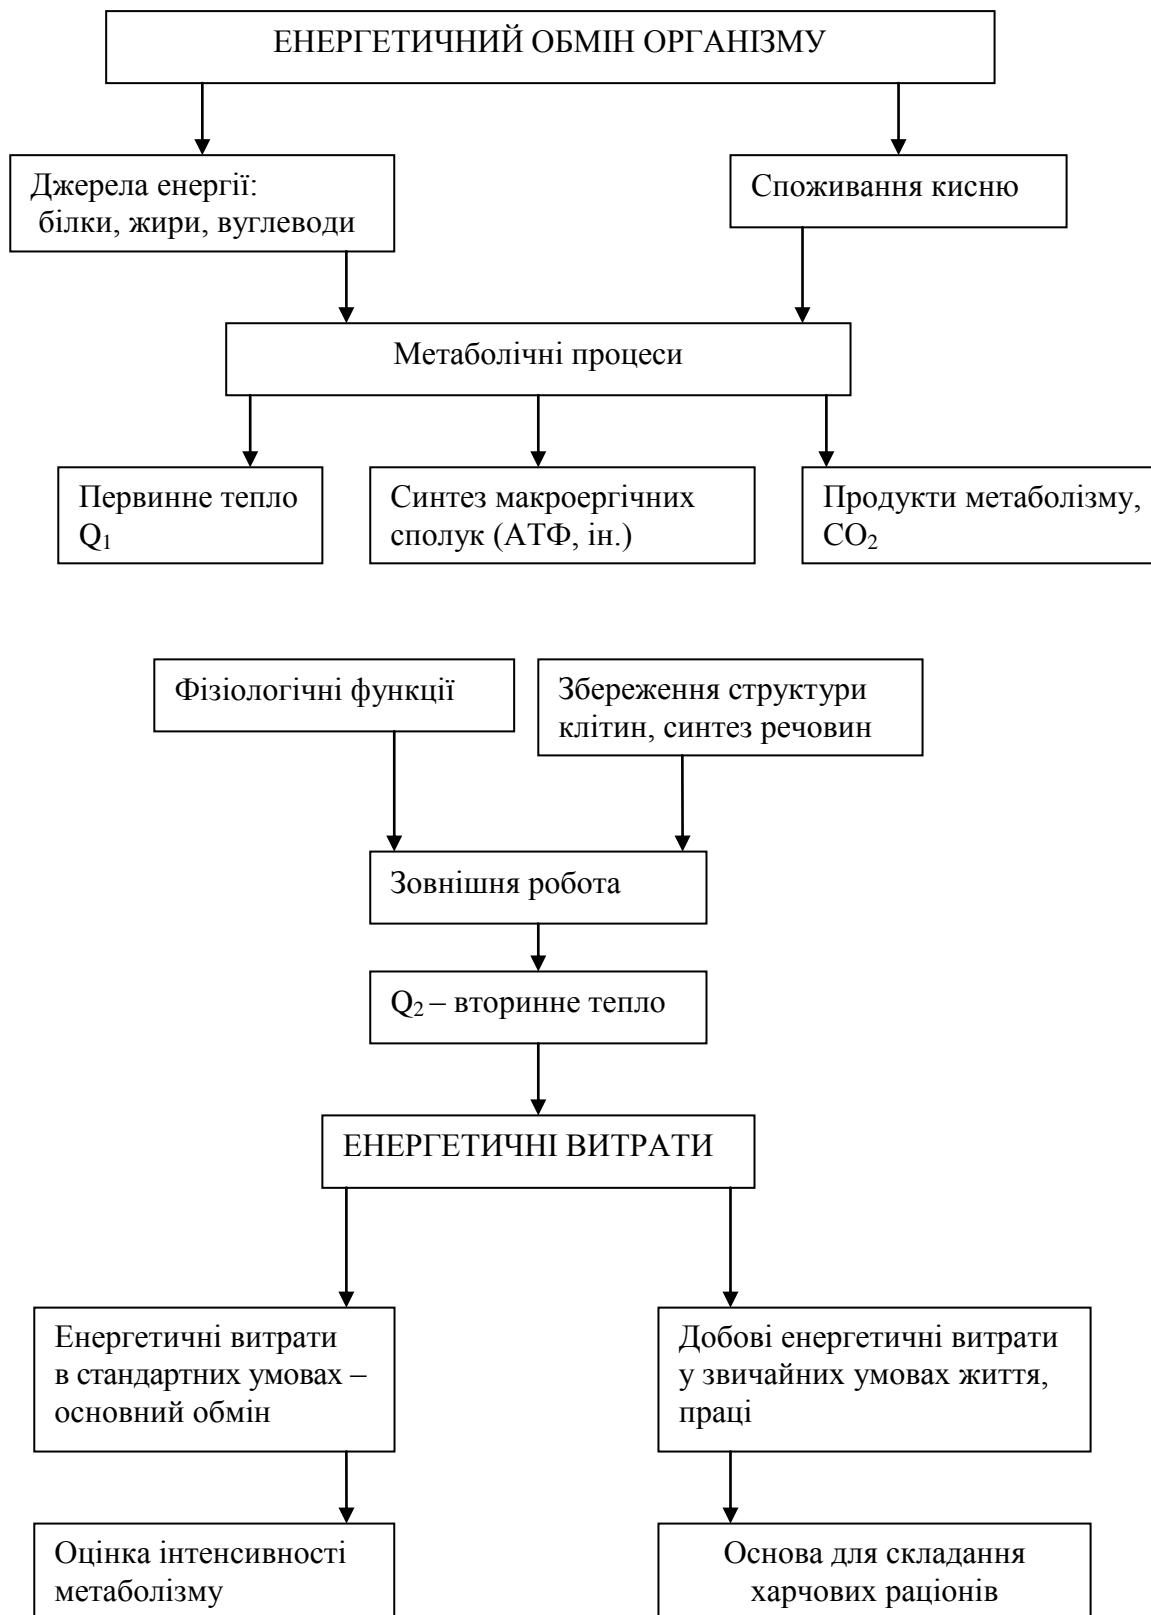 ЕНЕРГЕТИЧНИЙ ОБМІН ОРГАНІЗМУ
Джерела енергії:
білки, жири, вуглеводи
Споживання кисню
Метаболічні процеси
Первинне тепло
Q₁
Синтез макроергічних
сполук (АТФ, ін.)
Продукти метаболізму,
СО₂
Фізіологічні функції
Збереження структури
клітин, синтез речовин
Зовнішня робота
Q₂ – вторинне тепло
ЕНЕРГЕТИЧНІ ВИТРАТИ
Енергетичні витрати
в стандартних умовах –
основний обмін
Добові енергетичні витрати
у звичайних умовах життя,
праці
Оцінка інтенсивності
метаболізму
Основа для складання
харчових раціонів